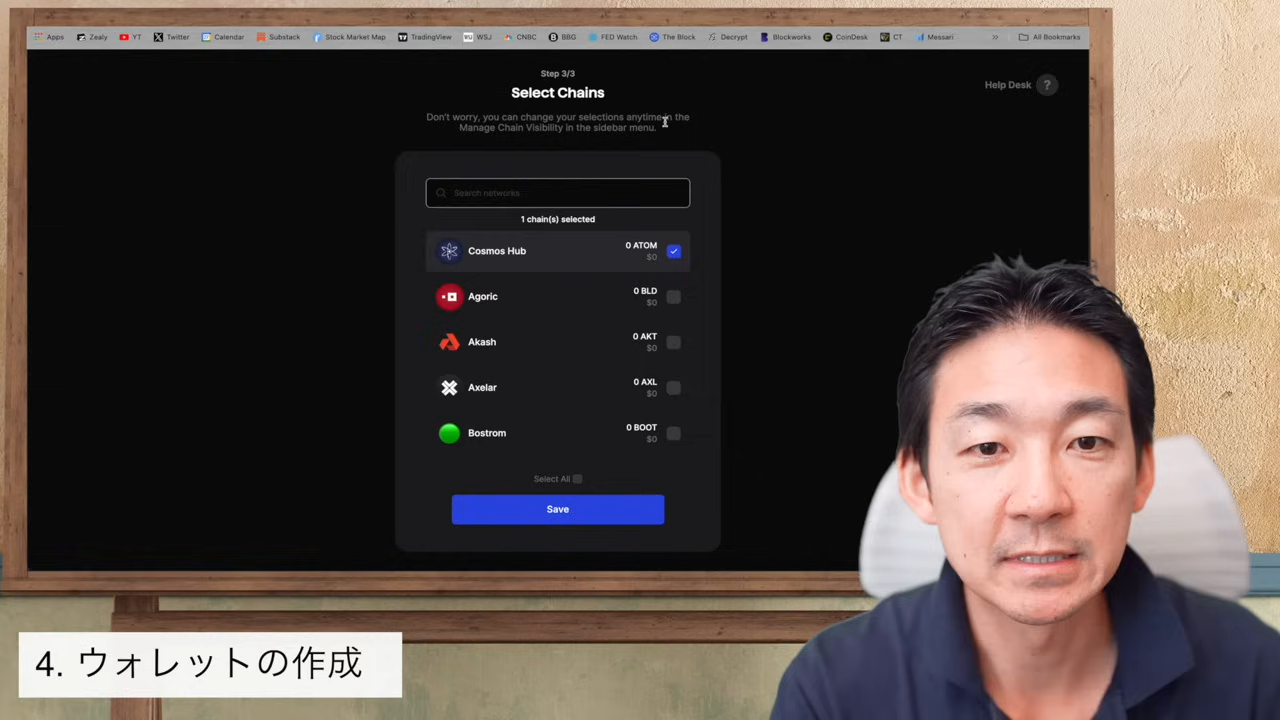 Apps Zealy YT Twitter Calendar Substack Stock Market Map TradingView WSJ CNBC BBG FED Watch The Block Decrypt Blockworks CoinDesk CT Messari » All Bookmarks
Step 3/3
Select Chains
Help Desk ?
Don't worry, you can change your selections anytime in the
Manage Chain Visibility in the sidebar menu.
Search networks
1 chain(s) selected
Cosmos Hub 0 ATOM
$0
Agoric 0 BLD
$0
Akash 0 AKT
$0
Axelar 0 AXL
$0
Bostrom 0 BOOT
$0
Select All
Save
4. ウォレットの作成